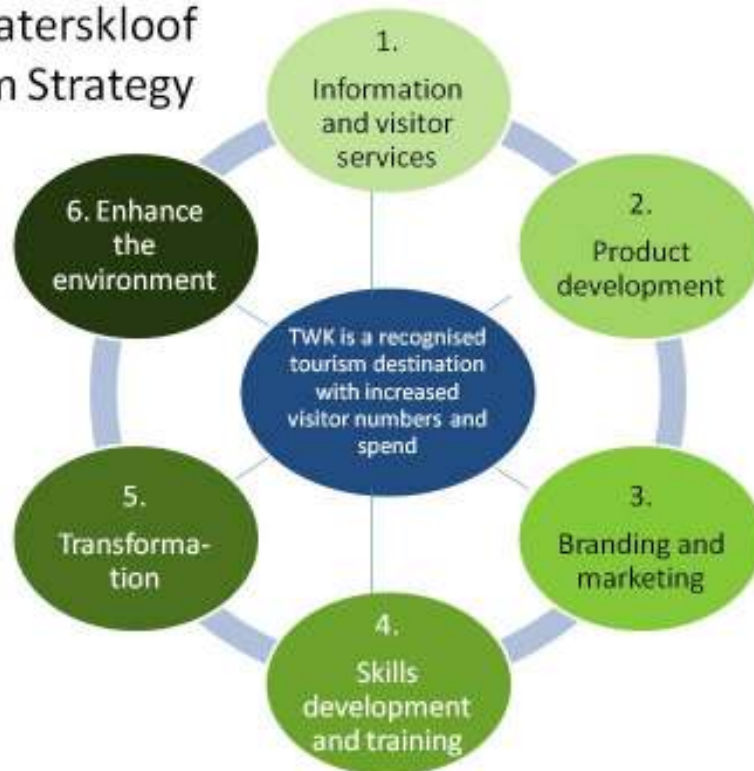 aterskloof
n Strategy
1.
Information
and visitor
services
2.
Product
development
3.
Branding and
marketing
4.
Skills
development
and training
5.
Transforma-
tion
6. Enhance
the
environment
TWK is a recognised
tourism destination
with increased
visitor numbers and
spend